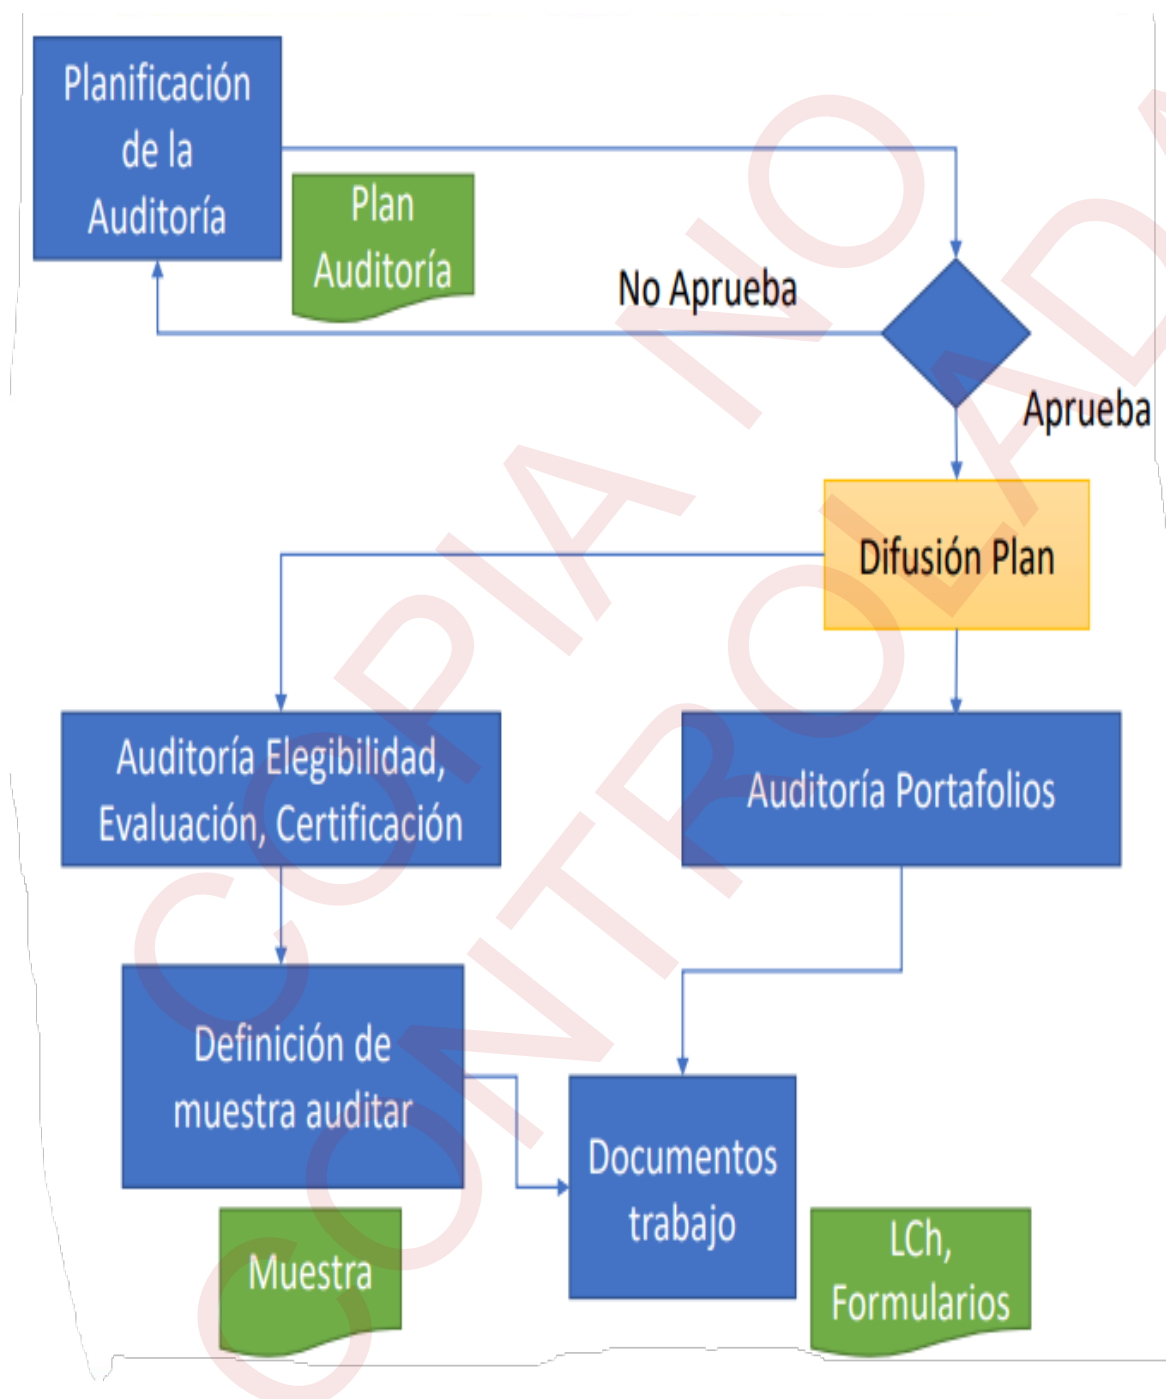 Planificación
de la
Auditoría
Plan
Auditoría
No Aprueba
Aprueba
Difusión Plan
Auditoría Elegibilidad,
Evaluación, Certificación
Auditoría Portafolios
Definición de
muestra auditar
Documentos
trabajo
Muestra
LCh,
Formularios
COPIA NO
CONTROLADA